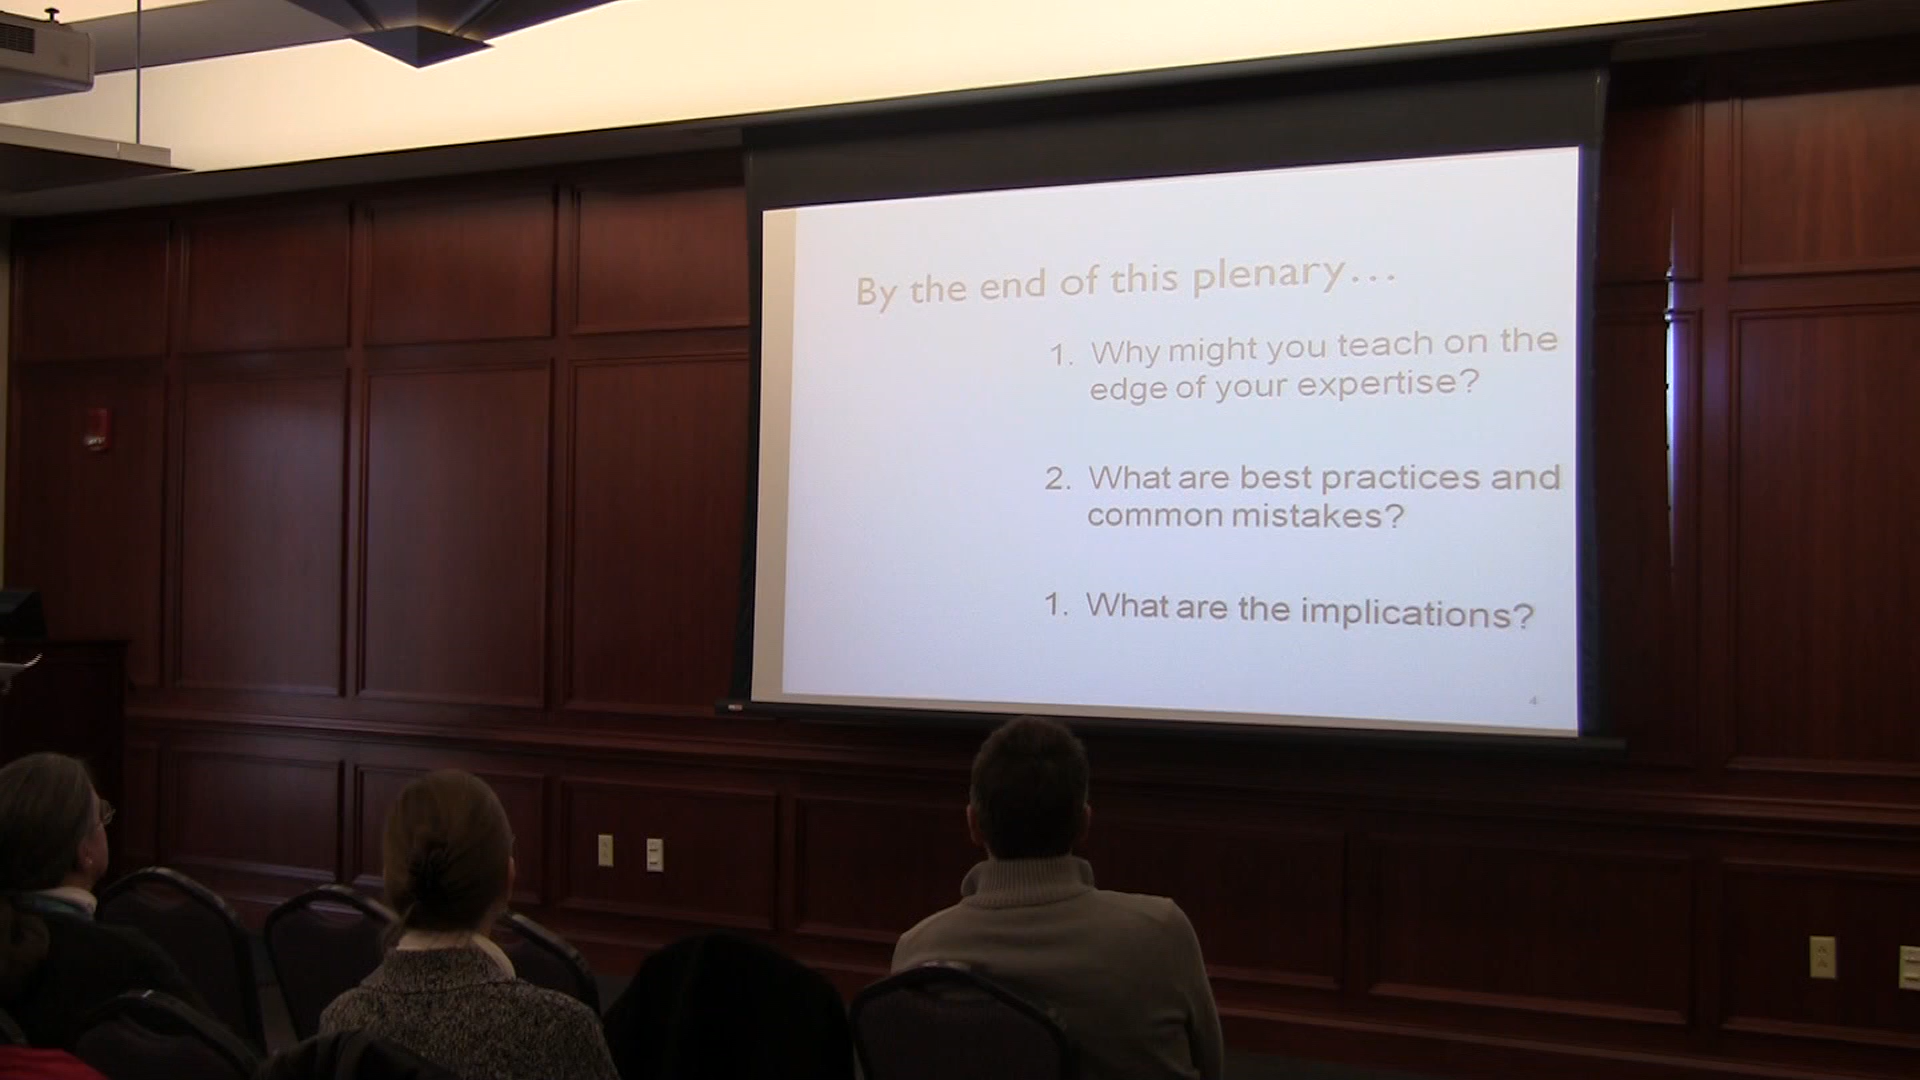 By the end of this plenary...
1. Why might you teach on the
edge of your expertise?
2. What are best practices and
common mistakes?
1. What are the implications?
4